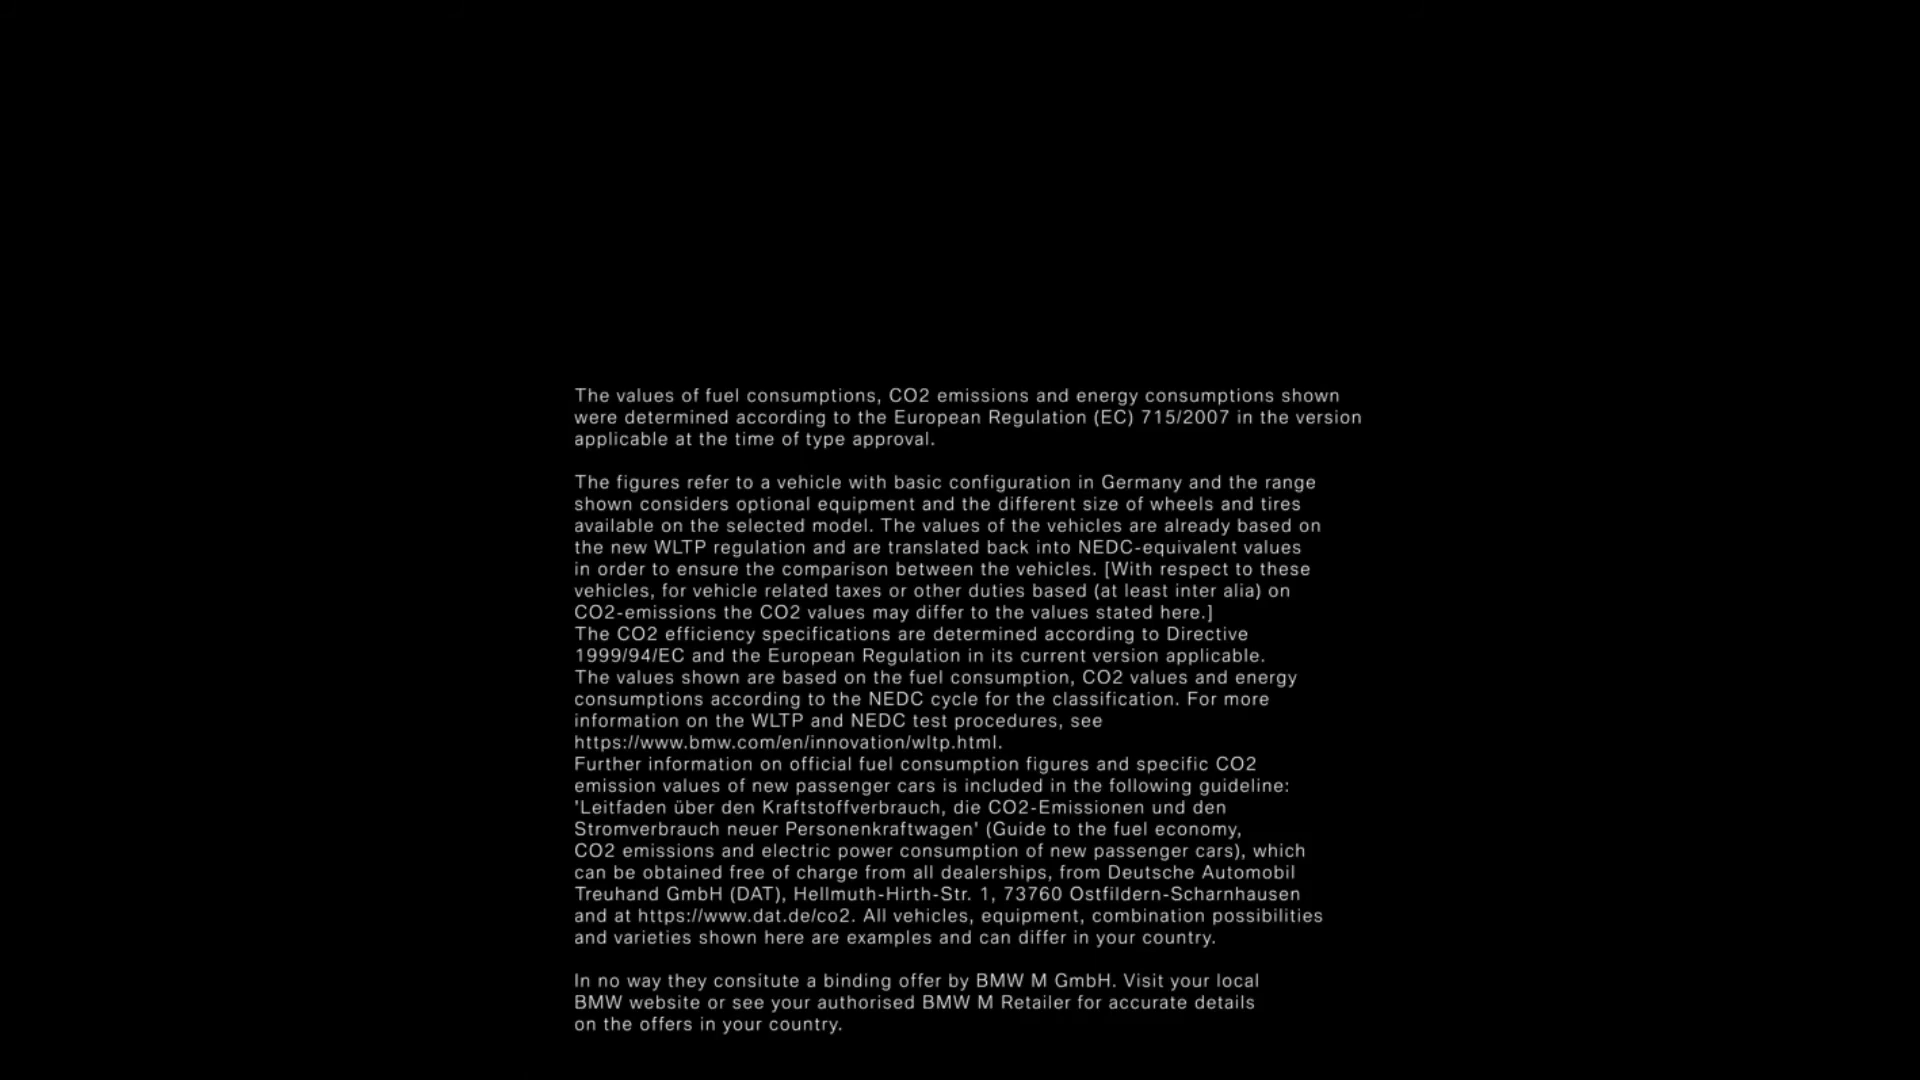 The values of fuel consumptions, CO2 emissions and energy consumptions shown
were determined according to the European Regulation (EC) 715/2007 in the version
applicable at the time of type approval.
The figures refer to a vehicle with basic configuration in Germany and the range
shown considers optional equipment and the different size of wheels and tires
available on the selected model. The values of the vehicles are already based on
the new WLTP regulation and are translated back into NEDC-equivalent values
in order to ensure the comparison between the vehicles. [With respect to these
vehicles, for vehicle related taxes or other duties based (at least inter alia) on
CO2-emissions the CO2 values may differ to the values stated here.]
The CO2 efficiency specifications are determined according to Directive
1999/94/EC and the European Regulation in its current version applicable.
The values shown are based on the fuel consumption, CO2 values and energy
consumptions according to the NEDC cycle for the classification. For more
information on the WLTP and NEDC test procedures, see
https://www.bmw.com/en/innovation/wltp.html.
Further information on official fuel consumption figures and specific CO2
emission values of new passenger cars is included in the following guideline:
'Leitfaden über den Kraftstoffverbrauch, die CO2-Emissionen und den
Stromverbrauch neuer Personenkraftwagen' (Guide to the fuel economy,
CO2 emissions and electric power consumption of new passenger cars), which
can be obtained free of charge from all dealerships, from Deutsche Automobil
Treuhand GmbH (DAT), Hellmuth-Hirth-Str. 1, 73760 Ostfildern-Scharnhausen
and at https://www.dat.de/co2. All vehicles, equipment, combination possibilities
and varieties shown here are examples and can differ in your country.
In no way they consitute a binding offer by BMW M GmbH. Visit your local
BMW website or see your authorised BMW M Retailer for accurate details
on the offers in your country.